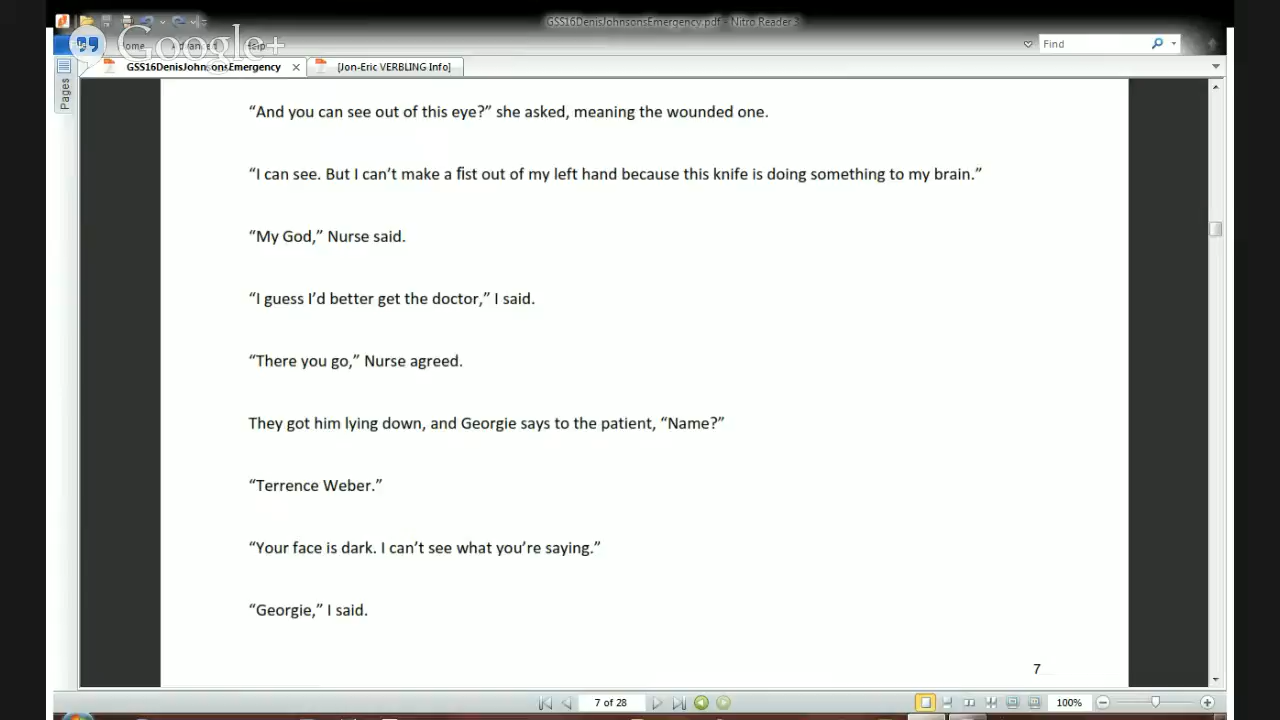 GSS16DenisJohnsonsEmergency.pdf - Nitro Reader 3
Google+
Home Advanced Help
Find
GSS16DenisJohnsonsEmergency
[Jon-Eric VERBLING Info]
Pages
“And you can see out of this eye?” she asked, meaning the wounded one.
“I can see. But I can’t make a fist out of my left hand because this knife is doing something to my brain.”
“My God,” Nurse said.
“I guess I’d better get the doctor,” I said.
“There you go,” Nurse agreed.
They got him lying down, and Georgie says to the patient, “Name?”
“Terrence Weber.”
“Your face is dark. I can’t see what you’re saying.”
“Georgie,” I said.
7
7 of 28
100%